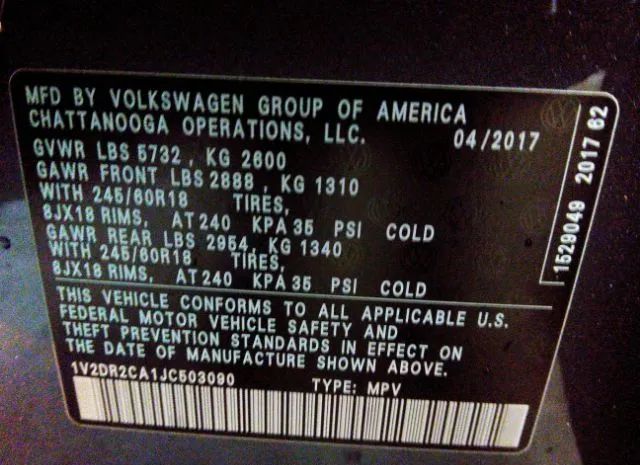 MFD BY VOLKSWAGEN GROUP OF AMERICA
CHATTANOOGA OPERATIONS, LLC. 04/2017
GVWR LBS 5732 , KG 2600
GAWR FRONT LBS 2888 , KG 1310
WITH 245/60R18 TIRES,
8JX18 RIMS, AT 240 KPA 35 PSI COLD
GAWR REAR LBS 2954, KG 1340
WITH 245/60R18 TIRES,
8JX18 RIMS, AT 240 KPA 35 PSI COLD
THIS VEHICLE CONFORMS TO ALL APPLICABLE U.S.
FEDERAL MOTOR VEHICLE SAFETY AND
THEFT PREVENTION STANDARDS IN EFFECT ON
THE DATE OF MANUFACTURE SHOWN ABOVE.
1V2DR2CA1JC503090 TYPE: MPV
1529049 2017 62